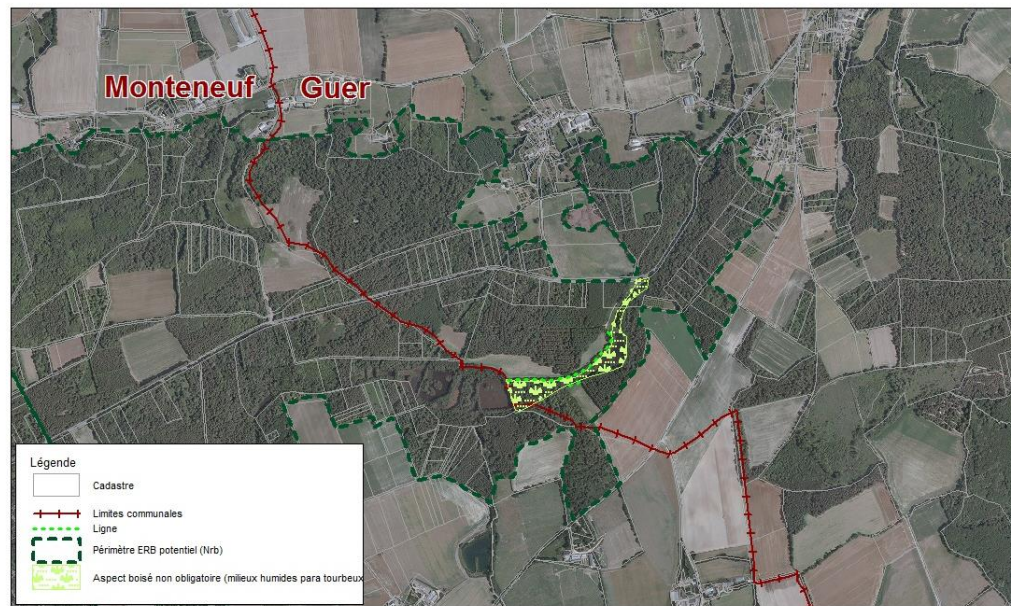 Monteneuf Guer
Légende
Cadastre
Limites communales
Ligne
Périmètre ERB potentiel (Nrb)
Aspect boisé non obligatoire (milieux humides para tourbeux